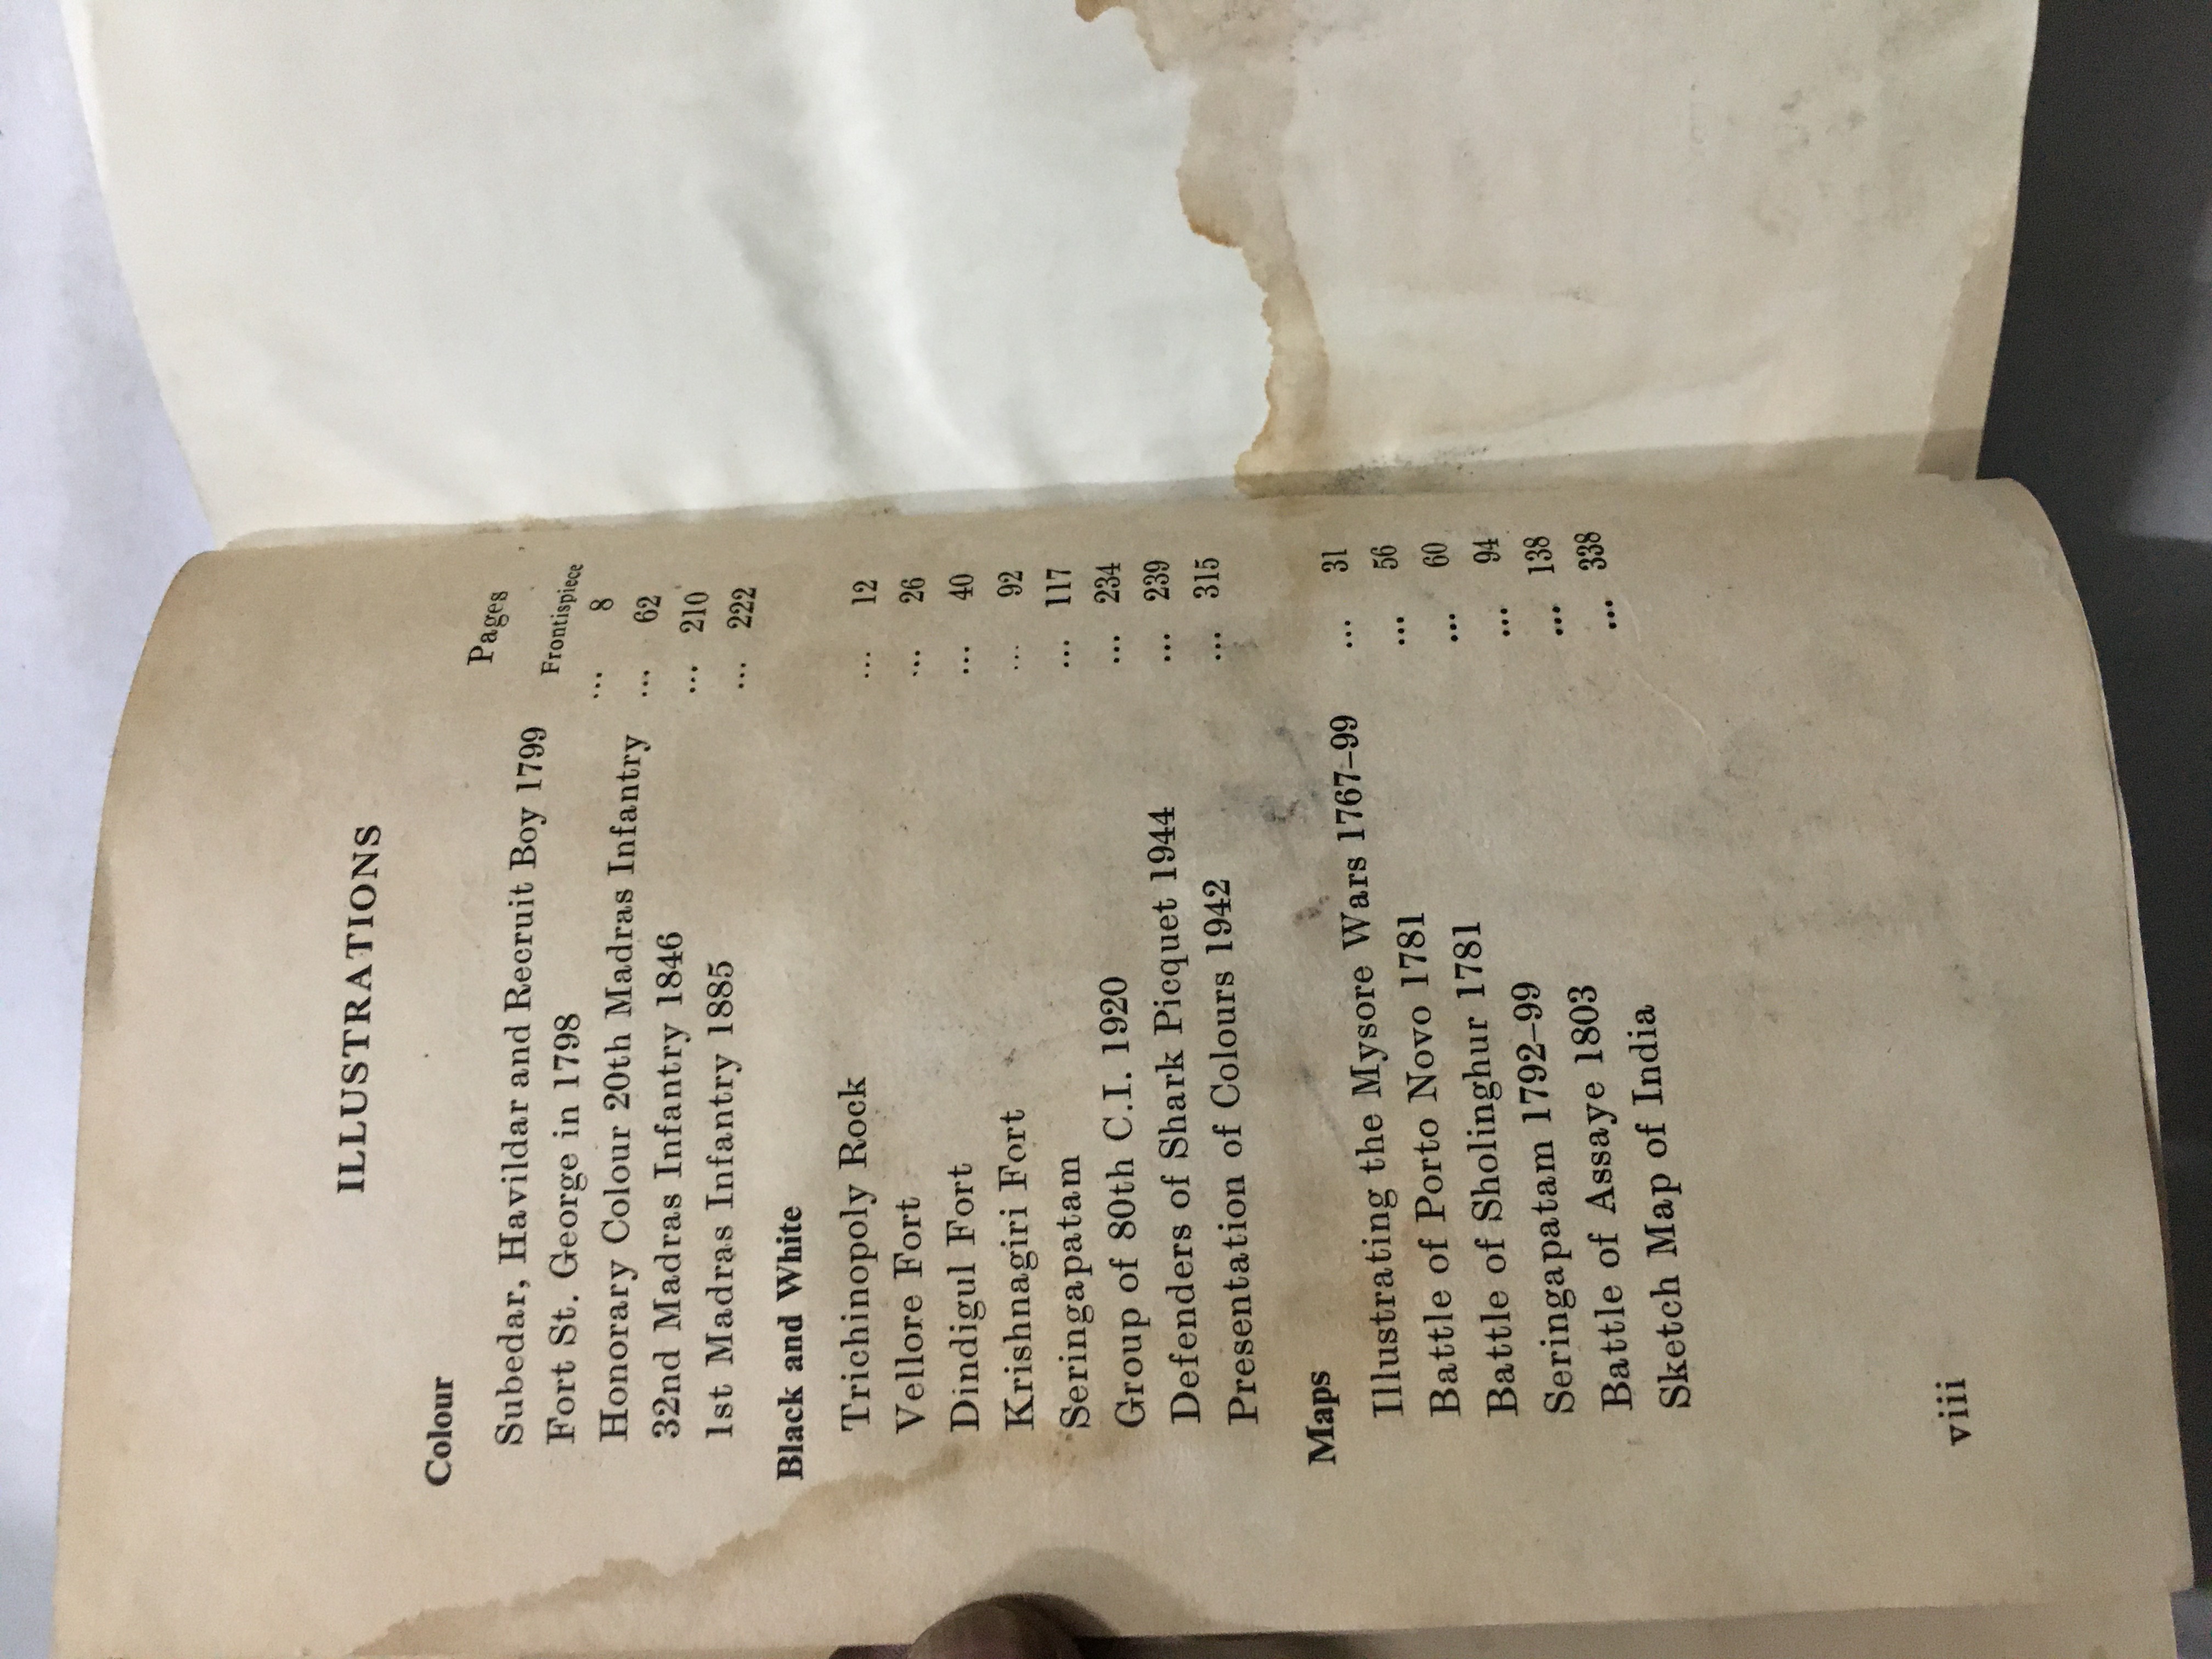 ILLUSTRATIONS
Colour
Pages
Subedar, Havildar and Recruit Boy 1799 Frontispiece
Fort St. George in 1798 ... 8
Honorary Colour 20th Madras Infantry ... 62
32nd Madras Infantry 1846 ... 210
1st Madras Infantry 1885 ... 222
Black and White
Trichinopoly Rock ... 12
Vellore Fort ... 26
Dindigul Fort ... 40
Krishnagiri Fort ... 92
Seringapatam ... 117
Group of 80th C.I. 1920 ... 234
Defenders of Shark Picquet 1944 ... 239
Presentation of Colours 1942 ... 315
Maps
Illustrating the Mysore Wars 1767–99 ... 31
Battle of Porto Novo 1781 ... 56
Battle of Sholinghur 1781 ... 60
Seringapatam 1792–99 ... 94
Battle of Assaye 1803 ... 138
Sketch Map of India ... 338
viii